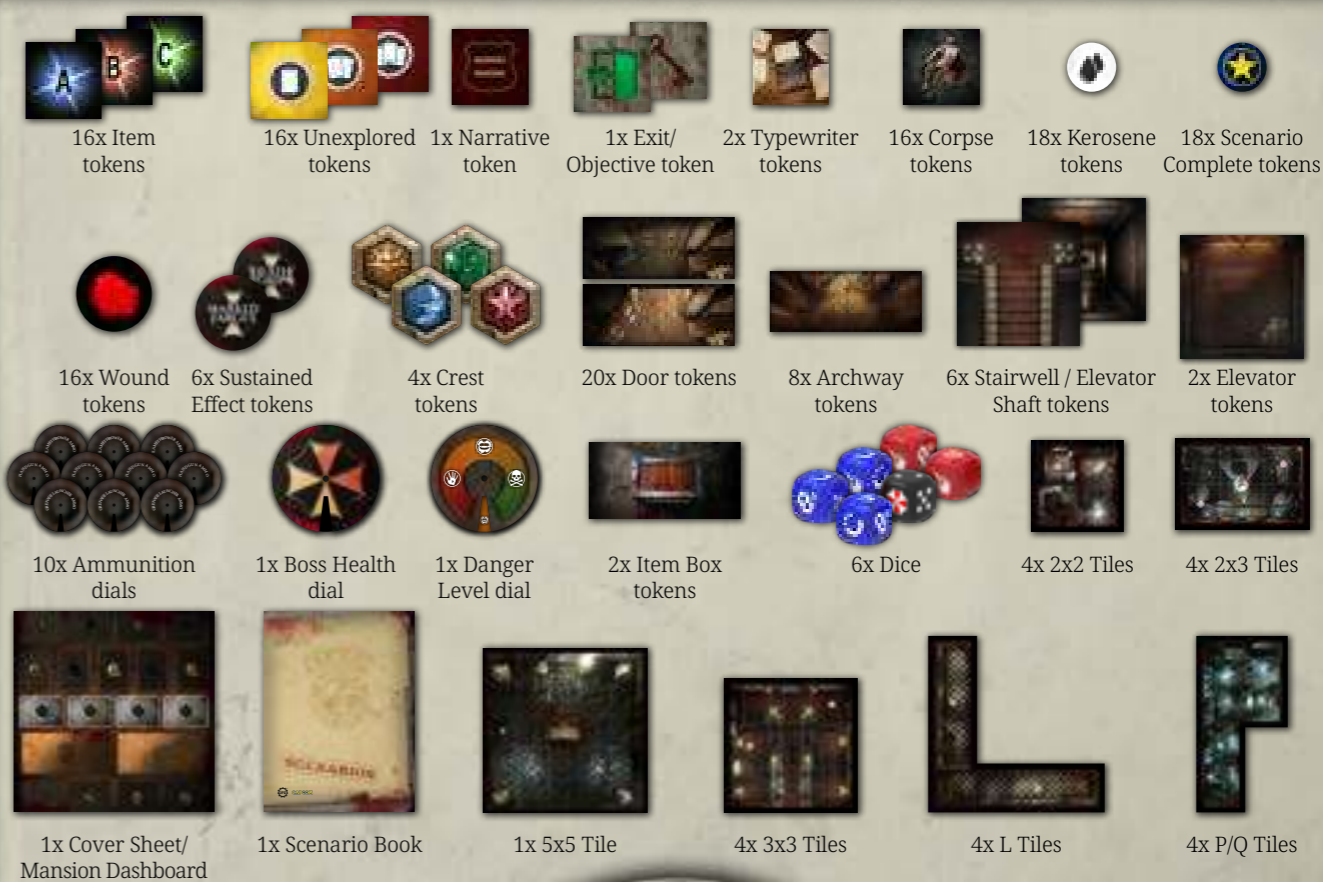 A B C
16x Item
tokens
16x Unexplored
tokens
1x Narrative
token
1x Exit/
Objective token
2x Typewriter
tokens
16x Corpse
tokens
18x Kerosene
tokens
18x Scenario
Complete tokens
16x Wound
tokens
6x Sustained
Effect tokens
4x Crest
tokens
20x Door tokens
8x Archway
tokens
6x Stairwell / Elevator
Shaft tokens
2x Elevator
tokens
10x Ammunition
dials
1x Boss Health
dial
1x Danger
Level dial
2x Item Box
tokens
6x Dice
4x 2x2 Tiles
4x 2x3 Tiles
1x Cover Sheet/
Mansion Dashboard
SCENARIOS
1x Scenario Book
1x 5x5 Tile
4x 3x3 Tiles
4x L Tiles
4x P/Q Tiles